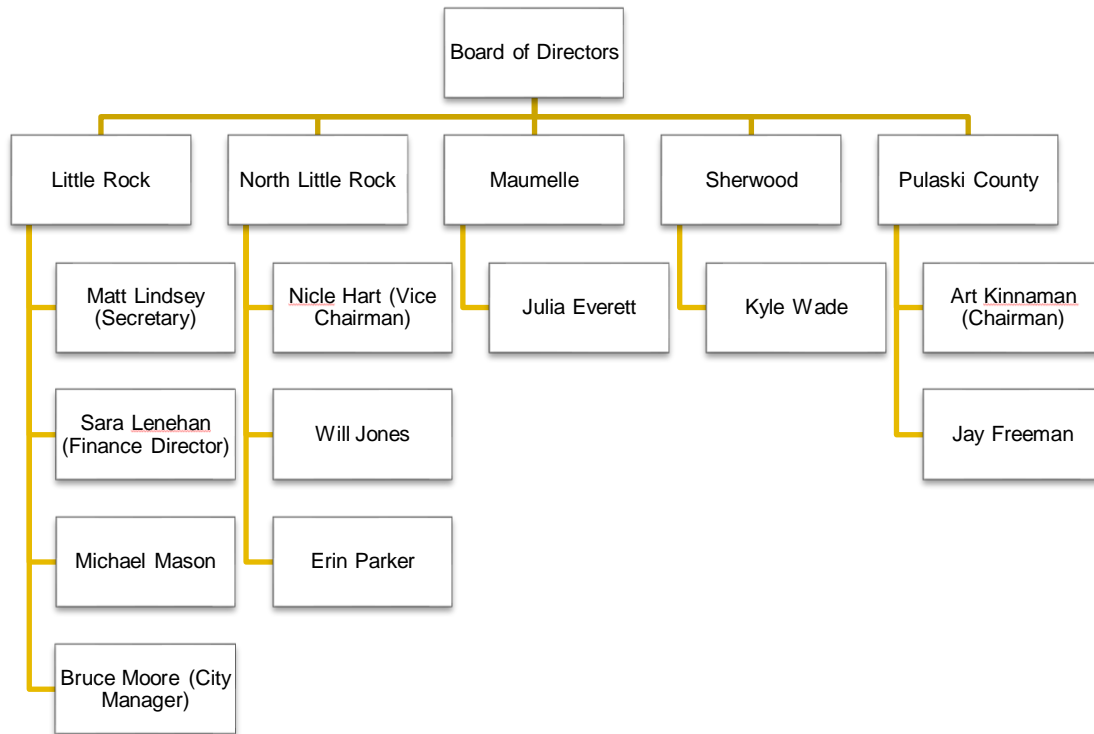 Board of Directors
Little Rock
North Little Rock
Maumelle
Sherwood
Pulaski County
Matt Lindsey
(Secretary)
Nicle Hart (Vice
Chairman)
Julia Everett
Kyle Wade
Art Kinnaman
(Chairman)
Sara Lenehan
(Finance Director)
Will Jones
Jay Freeman
Michael Mason
Erin Parker
Bruce Moore (City
Manager)